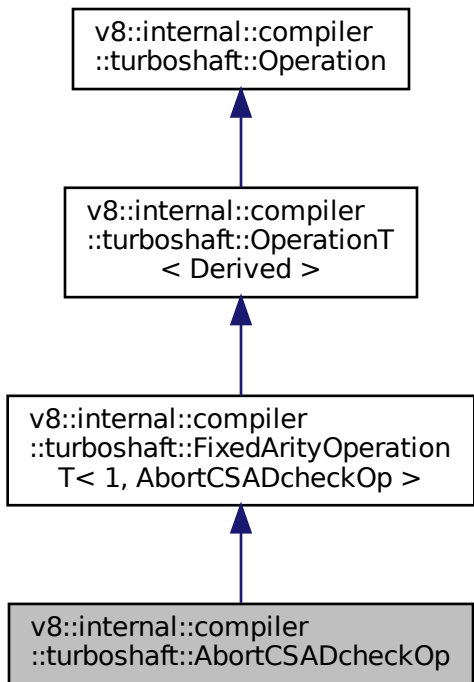 v8::internal::compiler
::turboshaft::Operation
v8::internal::compiler
::turboshaft::OperationT
< Derived >
v8::internal::compiler
::turboshaft::FixedArityOperation
T< 1, AbortCSADcheckOp >
v8::internal::compiler
::turboshaft::AbortCSADcheckOp